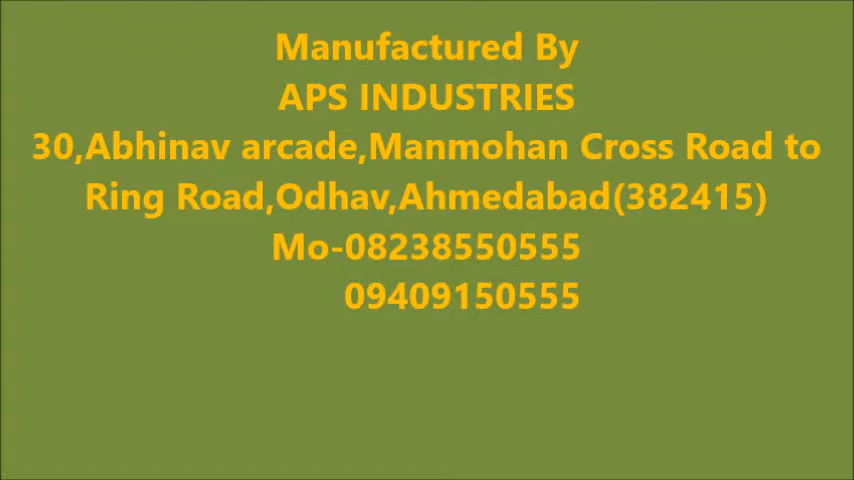 Manufactured By
APS INDUSTRIES
30,Abhinav arcade,Manmohan Cross Road to
Ring Road,Odhav,Ahmedabad(382415)
Mo-08238550555
09409150555